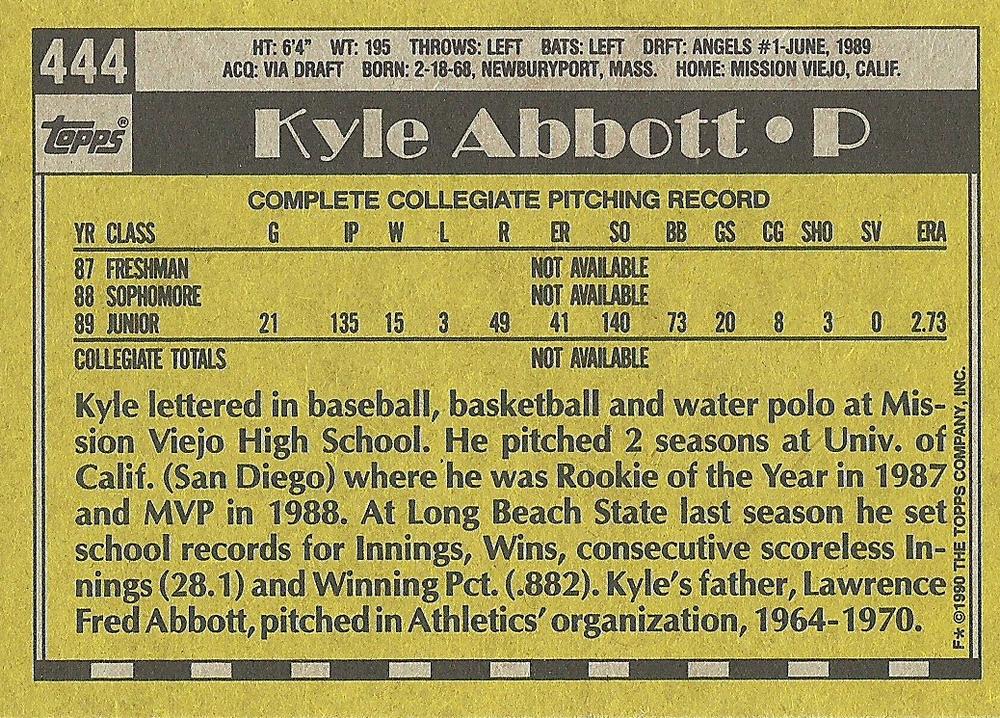 444
HT: 6'4" WT: 195 THROWS: LEFT BATS: LEFT DRFT: ANGELS #1-JUNE, 1989
ACQ: VIA DRAFT BORN: 2-18-68, NEWBURYPORT, MASS. HOME: MISSION VIEJO, CALIF.
topps®
Kyle Abbott • P
COMPLETE COLLEGIATE PITCHING RECORD
YR CLASS G IP W L R ER SO BB GS CG SHO SV ERA
87 FRESHMAN NOT AVAILABLE
88 SOPHOMORE NOT AVAILABLE
89 JUNIOR 21 135 15 3 49 41 140 73 20 8 3 0 2.73
COLLEGIATE TOTALS NOT AVAILABLE
Kyle lettered in baseball, basketball and water polo at Mis-
sion Viejo High School. He pitched 2 seasons at Univ. of
Calif. (San Diego) where he was Rookie of the Year in 1987
and MVP in 1988. At Long Beach State last season he set
school records for Innings, Wins, consecutive scoreless In-
nings (28.1) and Winning Pct. (.882). Kyle's father, Lawrence
Fred Abbott, pitched in Athletics' organization, 1964-1970.
F* © 1990 THE TOPPS COMPANY, INC.